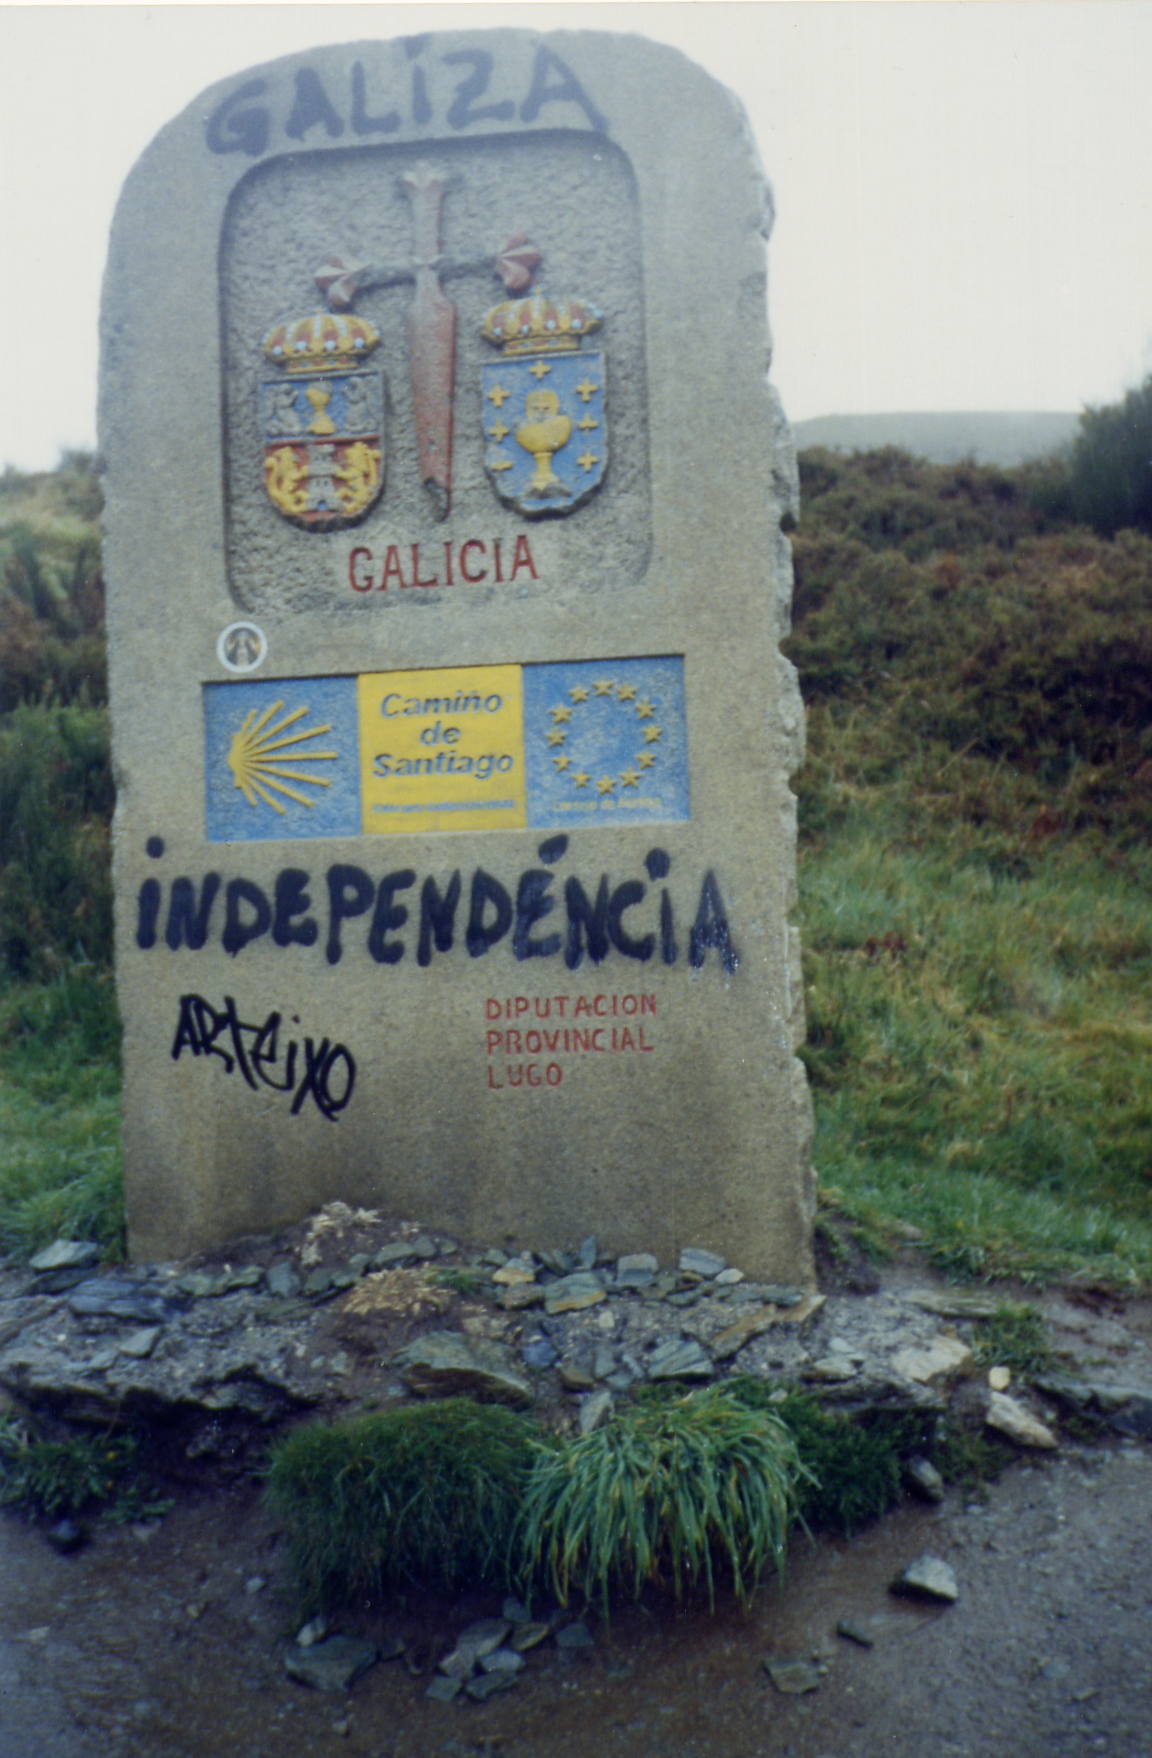 GALiZA
GALICIA
Camiño
de
Santiago
iNDEPENDÉNCiA
ARTeixo
DIPUTACION
PROVINCIAL
LUGO